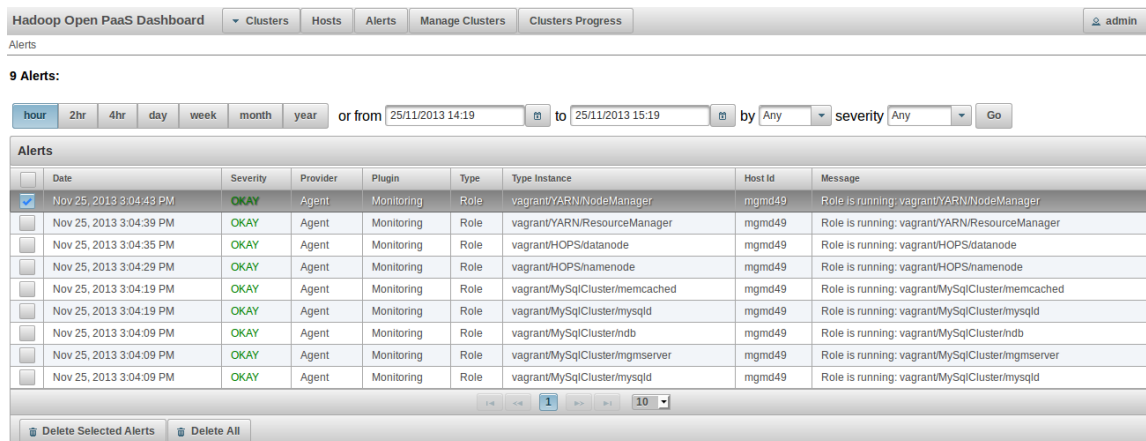 Hadoop Open PaaS Dashboard Clusters Hosts Alerts Manage Clusters Clusters Progress admin
Alerts
9 Alerts:
hour 2hr 4hr day week month year or from 25/11/2013 14:19 to 25/11/2013 15:19 by Any severity Any Go
Alerts
Date Severity Provider Plugin Type Type Instance Host Id Message
Nov 25, 2013 3:04:43 PM OKAY Agent Monitoring Role vagrant/YARN/NodeManager mgmd49 Role is running: vagrant/YARN/NodeManager
Nov 25, 2013 3:04:39 PM OKAY Agent Monitoring Role vagrant/YARN/ResourceManager mgmd49 Role is running: vagrant/YARN/ResourceManager
Nov 25, 2013 3:04:35 PM OKAY Agent Monitoring Role vagrant/HOPS/datanode mgmd49 Role is running: vagrant/HOPS/datanode
Nov 25, 2013 3:04:29 PM OKAY Agent Monitoring Role vagrant/HOPS/namenode mgmd49 Role is running: vagrant/HOPS/namenode
Nov 25, 2013 3:04:19 PM OKAY Agent Monitoring Role vagrant/MySqlCluster/memcached mgmd49 Role is running: vagrant/MySqlCluster/memcached
Nov 25, 2013 3:04:19 PM OKAY Agent Monitoring Role vagrant/MySqlCluster/mysqld mgmd49 Role is running: vagrant/MySqlCluster/mysqld
Nov 25, 2013 3:04:09 PM OKAY Agent Monitoring Role vagrant/MySqlCluster/ndb mgmd49 Role is running: vagrant/MySqlCluster/ndb
Nov 25, 2013 3:04:09 PM OKAY Agent Monitoring Role vagrant/MySqlCluster/mgmserver mgmd49 Role is running: vagrant/MySqlCluster/mgmserver
Nov 25, 2013 3:04:09 PM OKAY Agent Monitoring Role vagrant/MySqlCluster/mysqld mgmd49 Role is running: vagrant/MySqlCluster/mysqld
1 10
Delete Selected Alerts Delete All